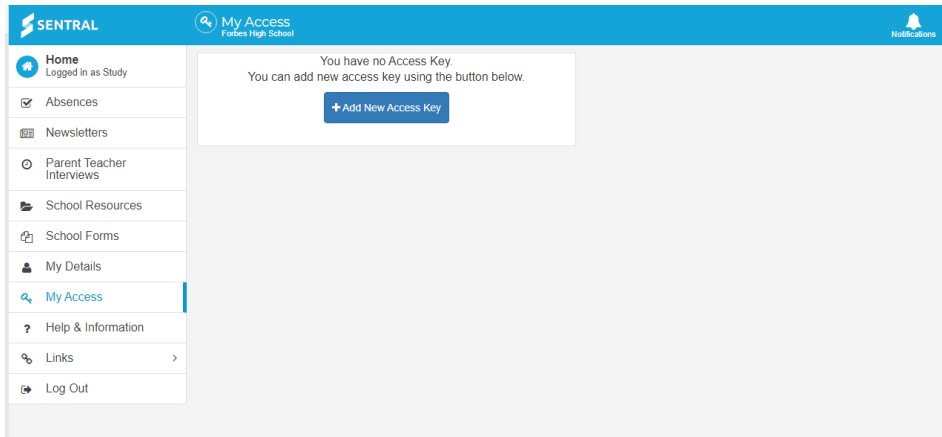 SENTRAL
My Access
Forbes High School
Notifications
Home
Logged in as Study
Absences
Newsletters
Parent Teacher
Interviews
School Resources
School Forms
My Details
My Access
Help & Information
Links
Log Out
You have no Access Key.
You can add new access key using the button below.
+ Add New Access Key